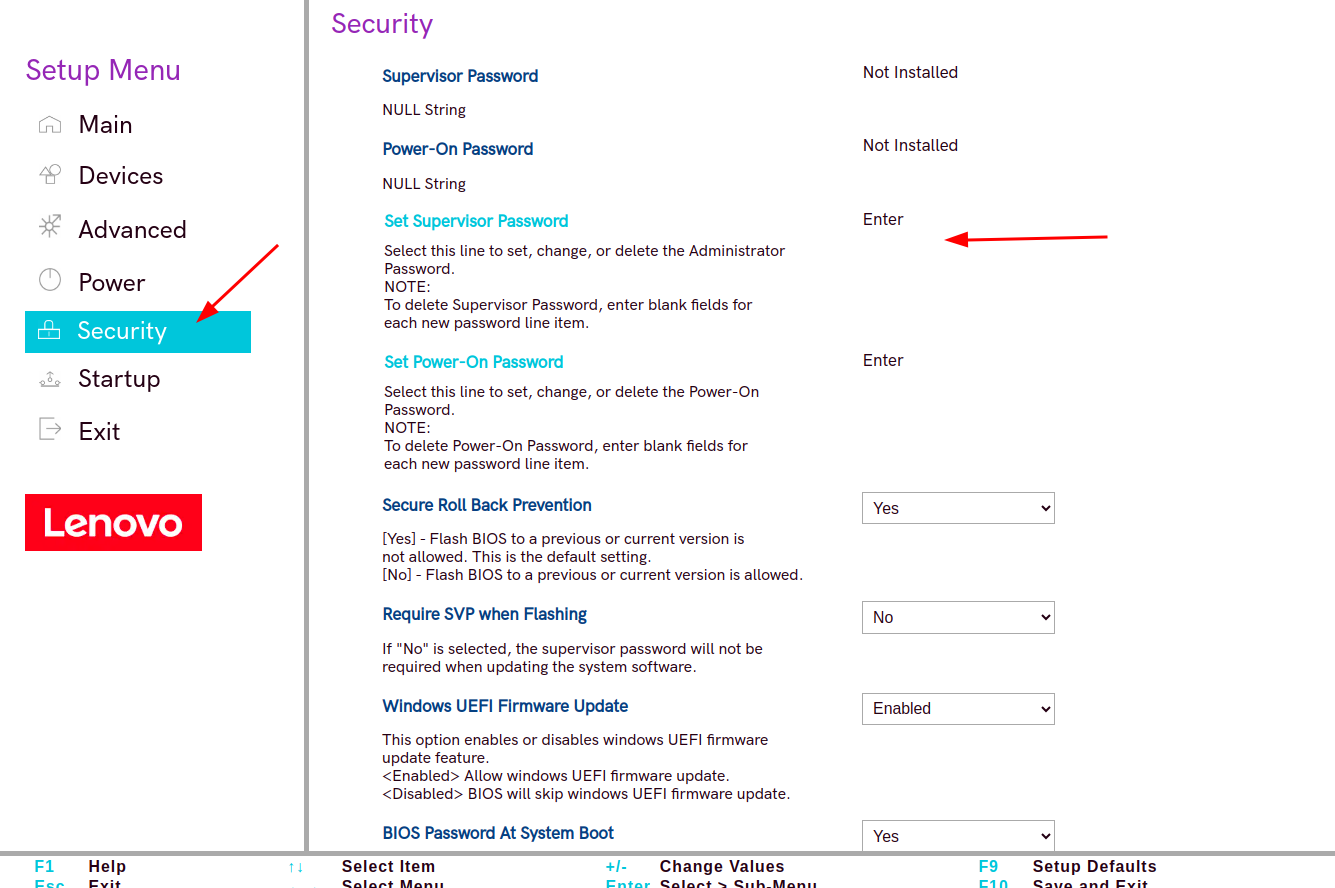 Setup Menu
Main
Devices
Advanced
Power
Security
Startup
Exit
Lenovo
Security
Supervisor Password
Not Installed
NULL String
Power-On Password
Not Installed
NULL String
Set Supervisor Password
Enter
Select this line to set, change, or delete the Administrator
Password.
NOTE:
To delete Supervisor Password, enter blank fields for
each new password line item.
Set Power-On Password
Enter
Select this line to set, change, or delete the Power-On
Password.
NOTE:
To delete Power-On Password, enter blank fields for
each new password line item.
Secure Roll Back Prevention
Yes
[Yes] - Flash BIOS to a previous or current version is
not allowed. This is the default setting.
[No] - Flash BIOS to a previous or current version is allowed.
Require SVP when Flashing
No
If "No" is selected, the supervisor password will not be
required when updating the system software.
Windows UEFI Firmware Update
Enabled
This option enables or disables windows UEFI firmware
update feature.
<Enabled> Allow windows UEFI firmware update.
<Disabled> BIOS will skip windows UEFI firmware update.
BIOS Password At System Boot
Yes
F1 Help ↑↓ Select Item +/- Change Values F9 Setup Defaults
Esc Exit Select Menu Enter Select > Sub-Menu F10 Save and Exit